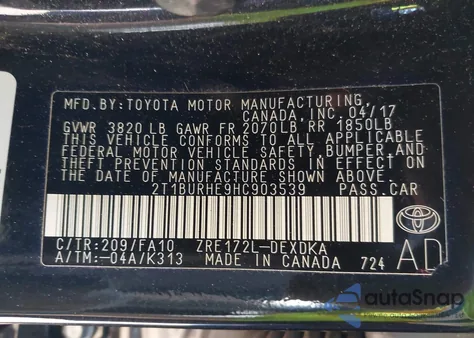 MFD.BY:TOYOTA MOTOR MANUFACTURING,
CANADA,INC. 04/17
GVWR 3820 LB GAWR FR 2070LB,RR 1850LB
THIS VEHICLE CONFORMS TO ALL APPLICABLE
FEDERAL MOTOR VEHICLE SAFETY, BUMPER,AND
THEFT PREVENTION STANDARDS IN EFFECT ON
THE DATE OF MANUFACTURE SHOWN ABOVE.
2T1BURHE9HC903539 PASS.CAR
C/TR:209/FA10 ZRE172L-DEXDKA
A/TM:-04A/K313 MADE IN CANADA 724
AD
autoSnap